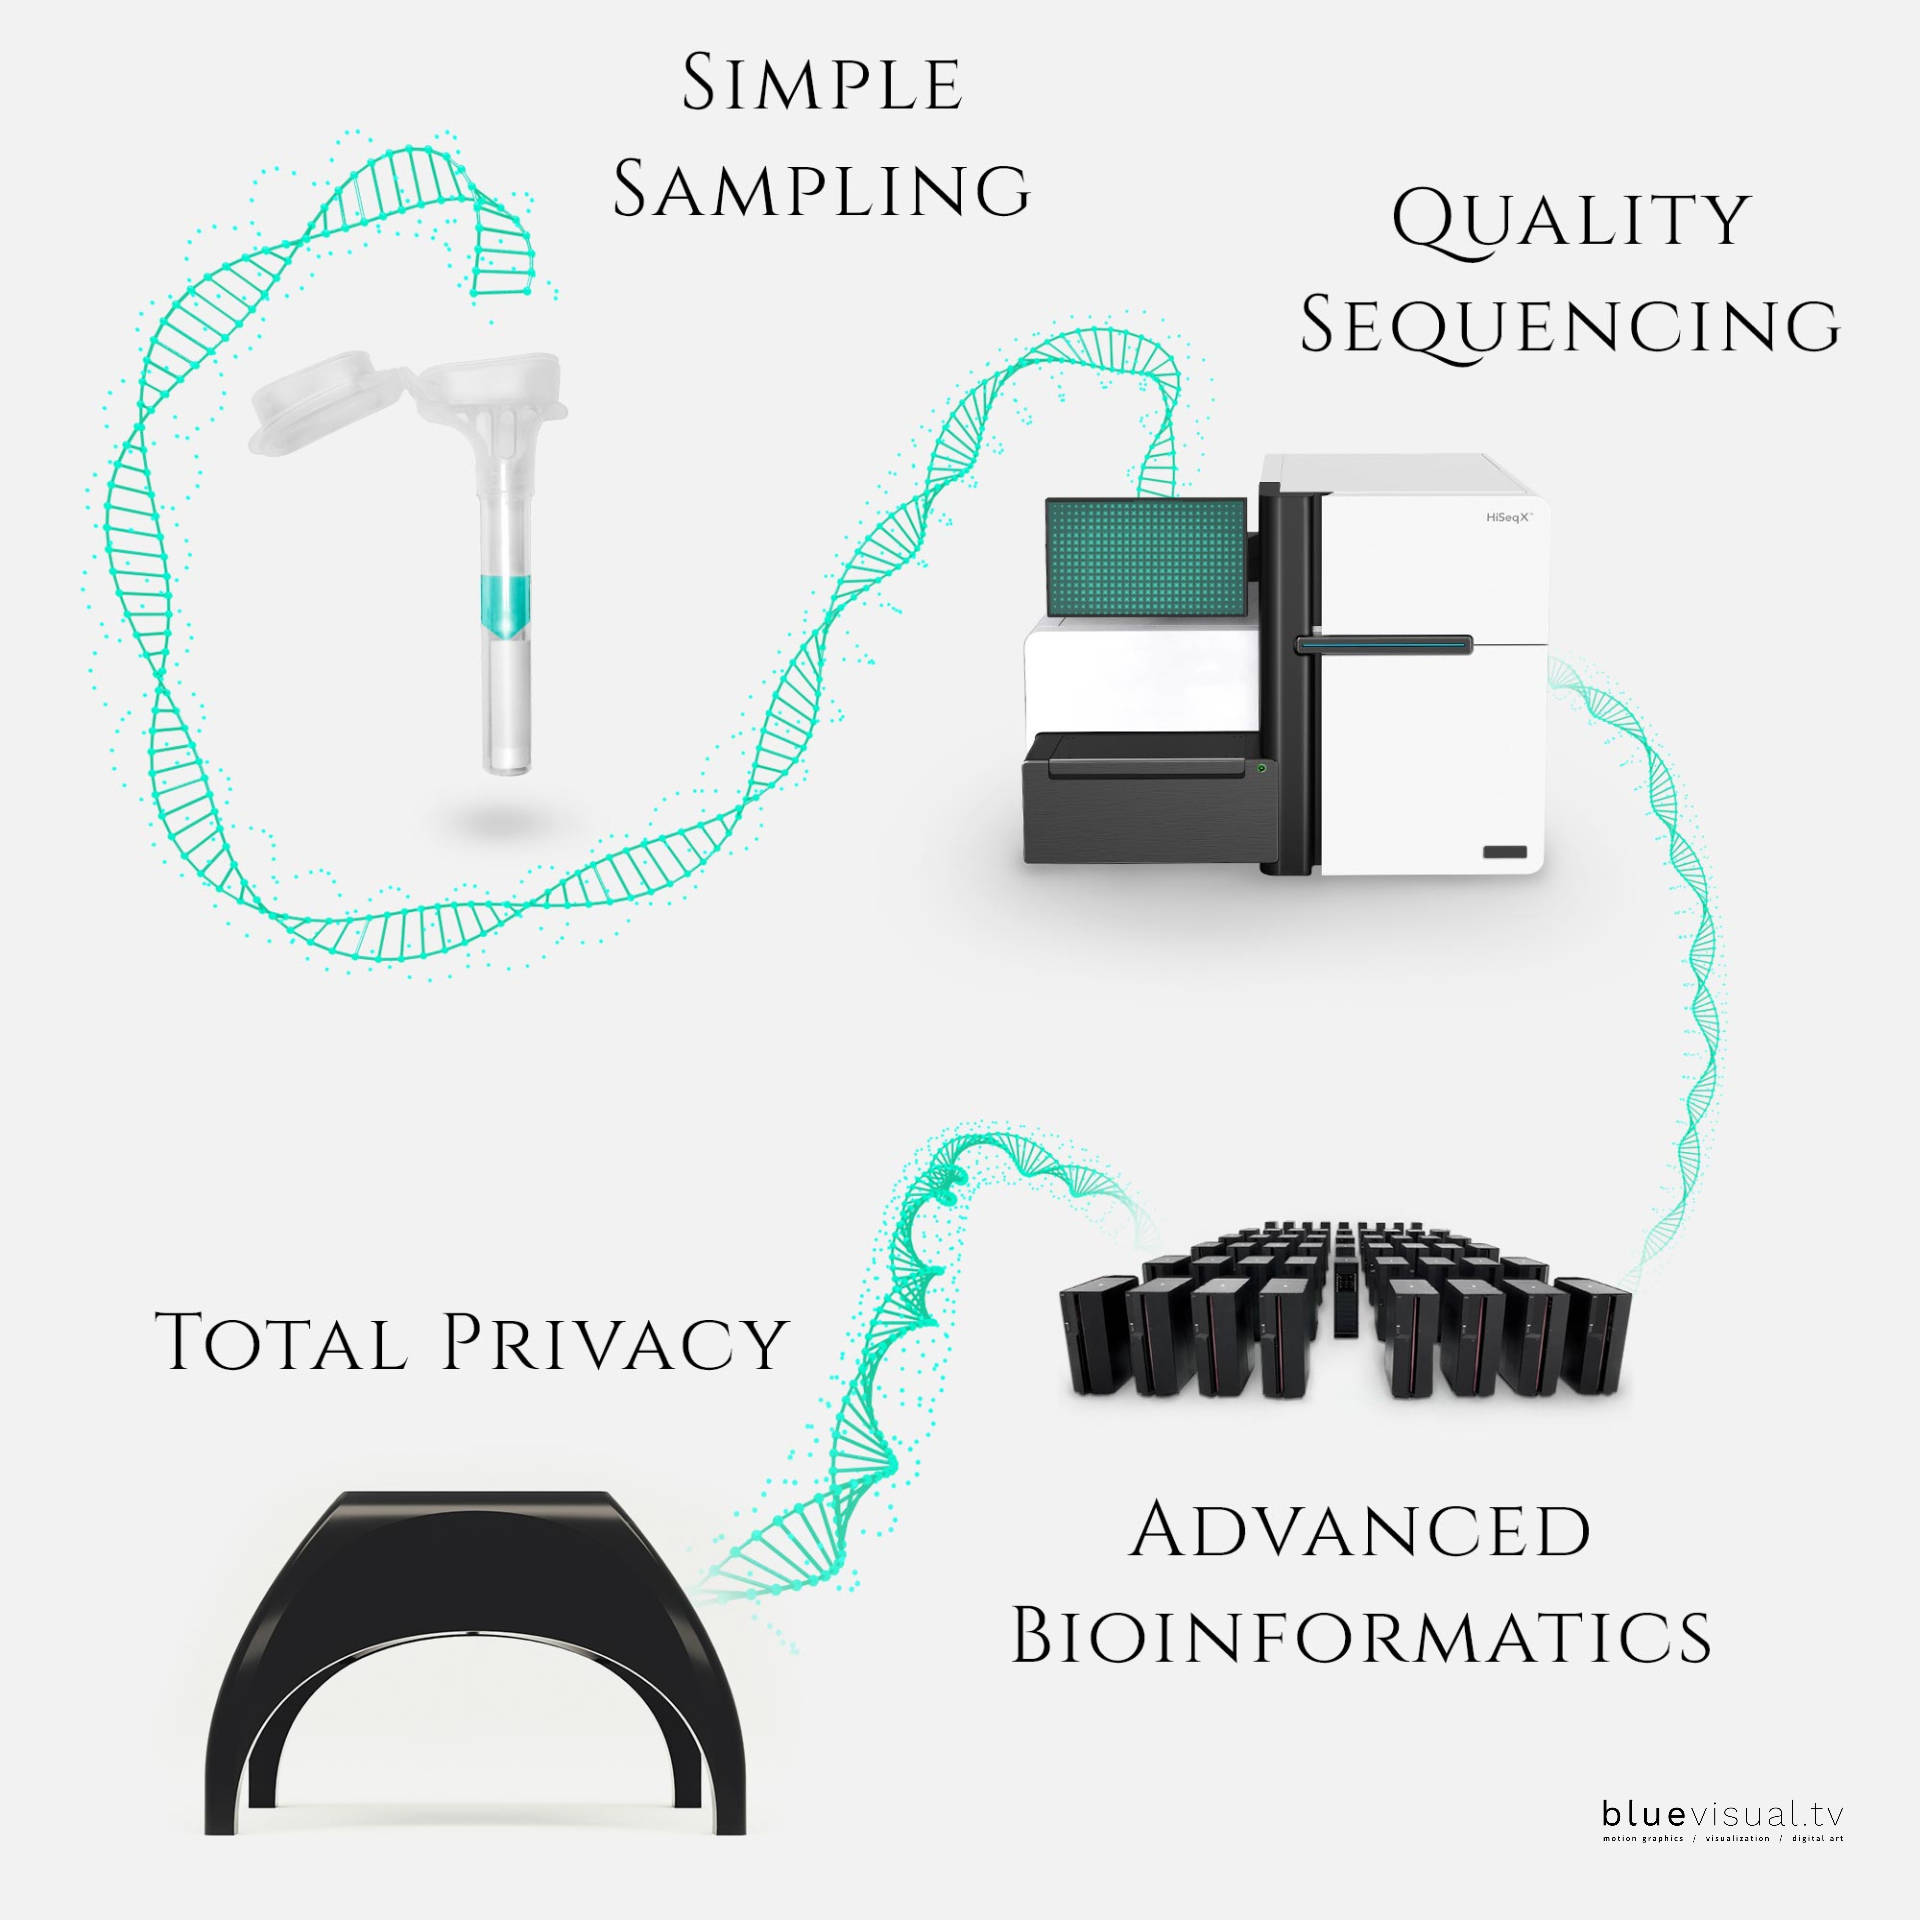 Simple
Sampling
Quality
Sequencing
HiSeqX™
Total Privacy
Advanced
Bioinformatics
bluevisual.tv
motion graphics / visualization / digital art